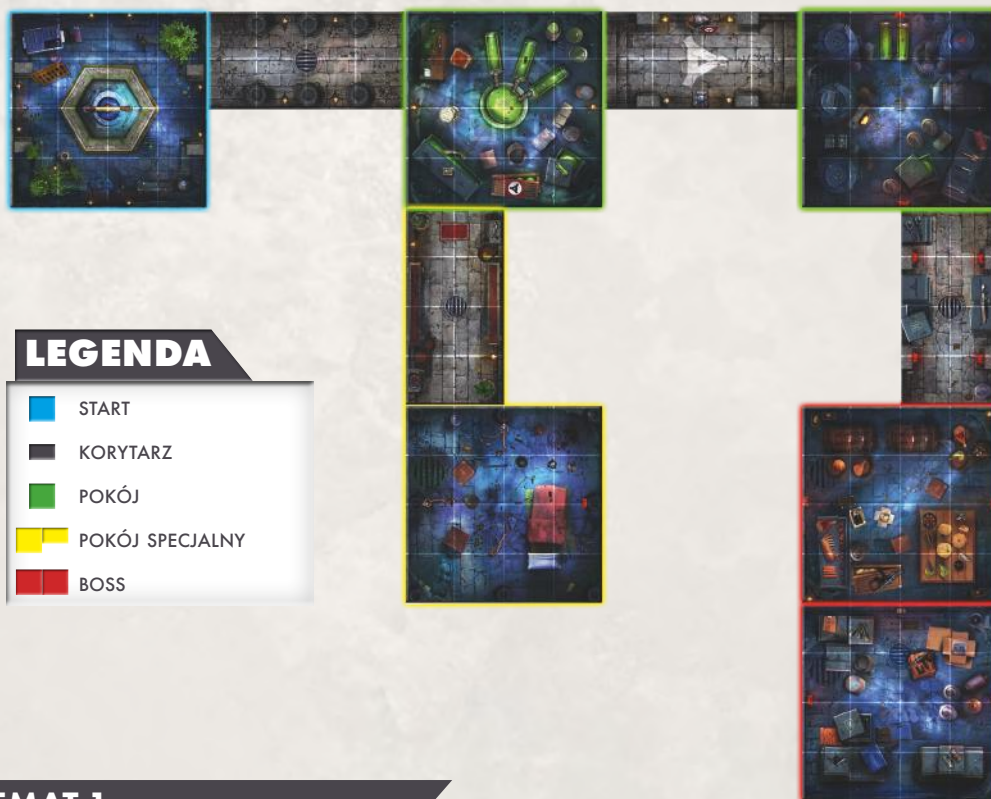 LEGENDA
START
KORYTARZ
POKÓJ
POKÓJ SPECJALNY
BOSS